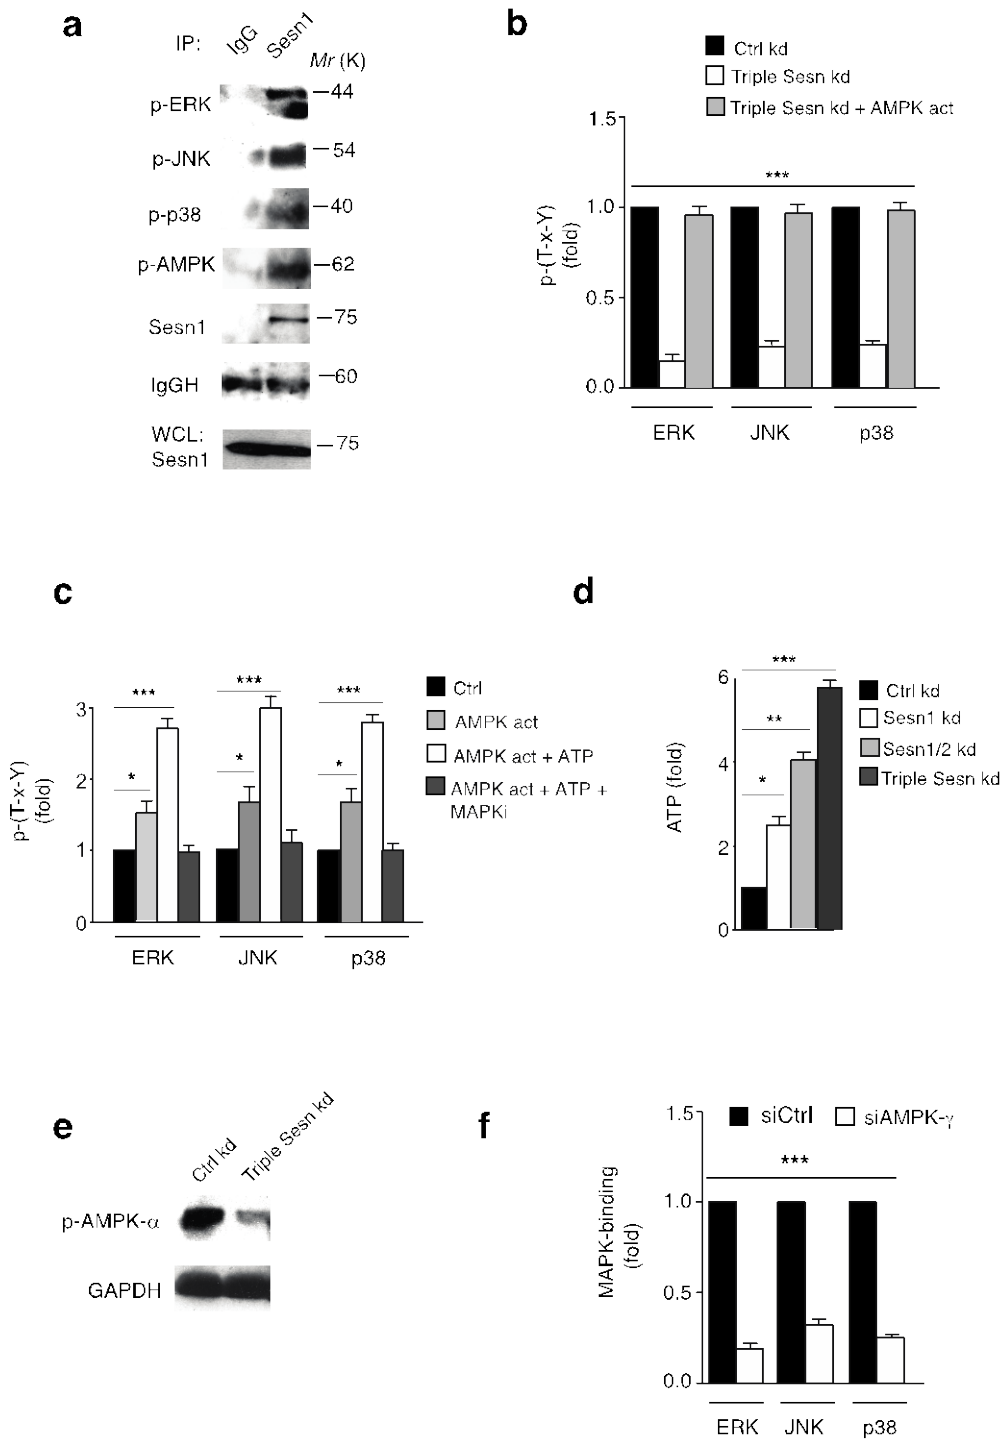 a
IP: IgG Sesn1 Mr (K)
p-ERK —44
p-JNK —54
p-p38 —40
p-AMPK —62
Sesn1 —75
IgGH —60
WCL:
Sesn1 —75
b
Ctrl kd
Triple Sesn kd
Triple Sesn kd + AMPK act
p-(T-x-Y)
(fold)
1.5
1.0
0.5
0.0
***
ERK JNK p38
c
Ctrl
AMPK act
AMPK act + ATP
AMPK act + ATP +
MAPKi
p-(T-x-Y)
(fold)
3
2
1
0
*** *** ***
* * *
ERK JNK p38
d
Ctrl kd
Sesn1 kd
Sesn1/2 kd
Triple Sesn kd
ATP (fold)
6
4
2
0
***
**
*
e
Ctrl kd Triple Sesn kd
p-AMPK-α
GAPDH
f
siCtrl siAMPK-γ
MAPK-binding
(fold)
1.5
1.0
0.5
0.0
***
ERK JNK p38